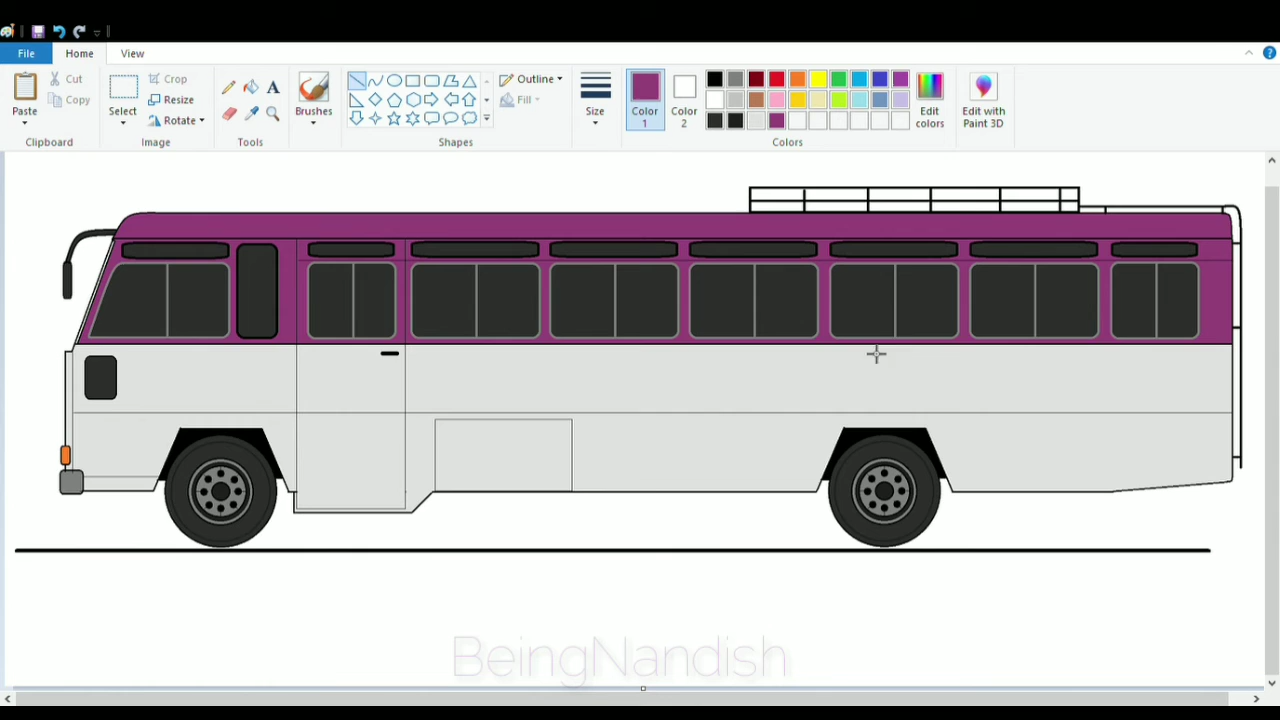 File Home View
Paste
Cut
Copy
Clipboard
Select
Crop
Resize
Rotate
Image
Tools
Brushes
Shapes
Outline
Fill
Size
Color
1
Color
2
Edit
colors
Colors
Edit with
Paint 3D
BeingNandish